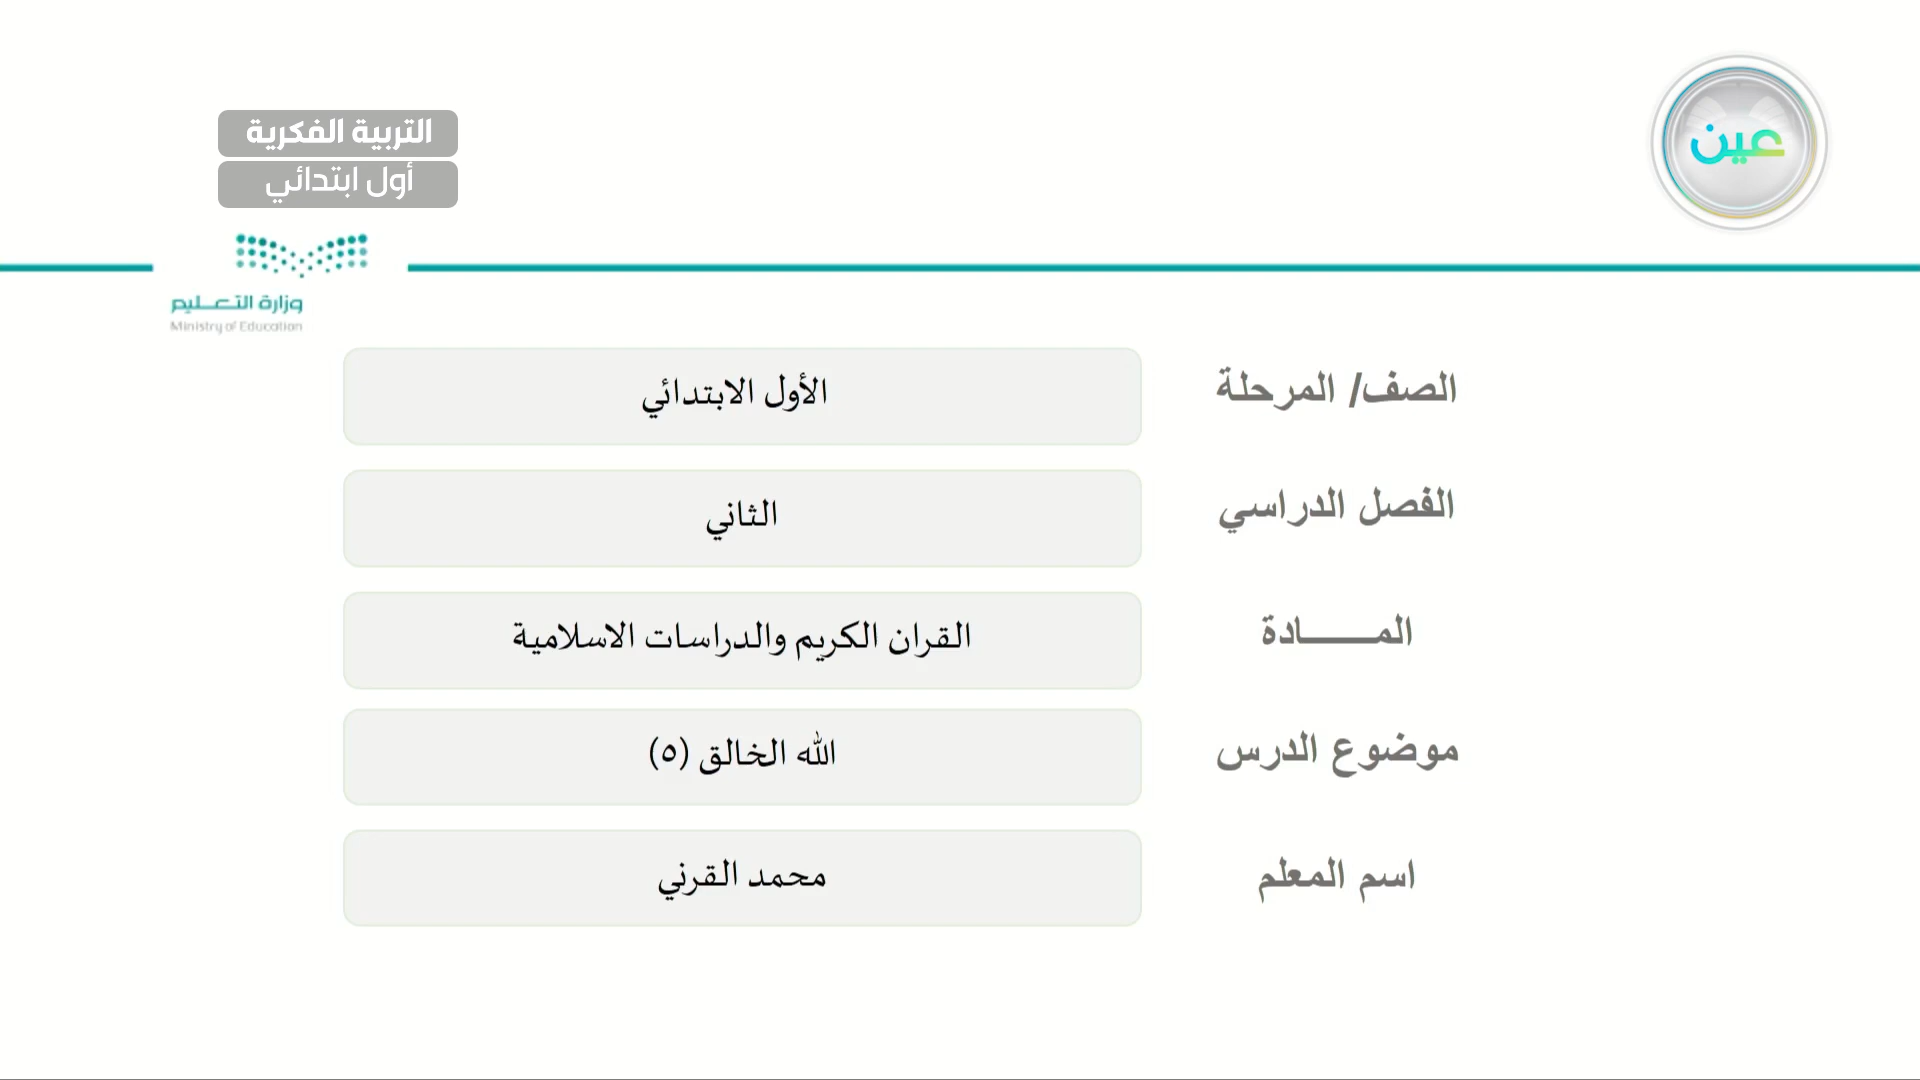 عين
التربية الفكرية
أول ابتدائي
وزارة التعليم
Ministry of Education
الصف/ المرحلة
الأول الابتدائي
الفصل الدراسي
الثاني
المـــــــادة
القران الكريم والدراسات الاسلامية
موضوع الدرس
الله الخالق (٥)
اسم المعلم
محمد القرني